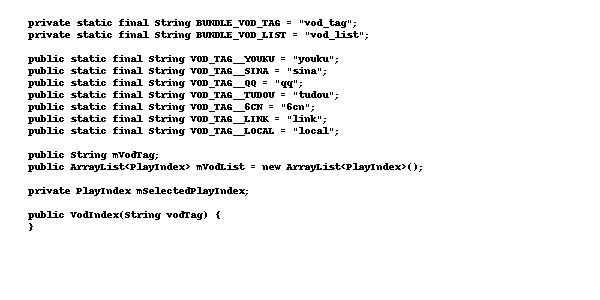 private static final String BUNDLE_VOD_TAG = "vod_tag";
private static final String BUNDLE_VOD_LIST = "vod_list";
public static final String VOD_TAG__YOUKU = "youku";
public static final String VOD_TAG__SINA = "sina";
public static final String VOD_TAG__QQ = "qq";
public static final String VOD_TAG__TUDOU = "tudou";
public static final String VOD_TAG__6CN = "6cn";
public static final String VOD_TAG__LINK = "link";
public static final String VOD_TAG__LOCAL = "local";
public String mVodTag;
public ArrayList<PlayIndex> mVodList = new ArrayList<PlayIndex>();
private PlayIndex mSelectedPlayIndex;
public VodIndex(String vodTag) {
}